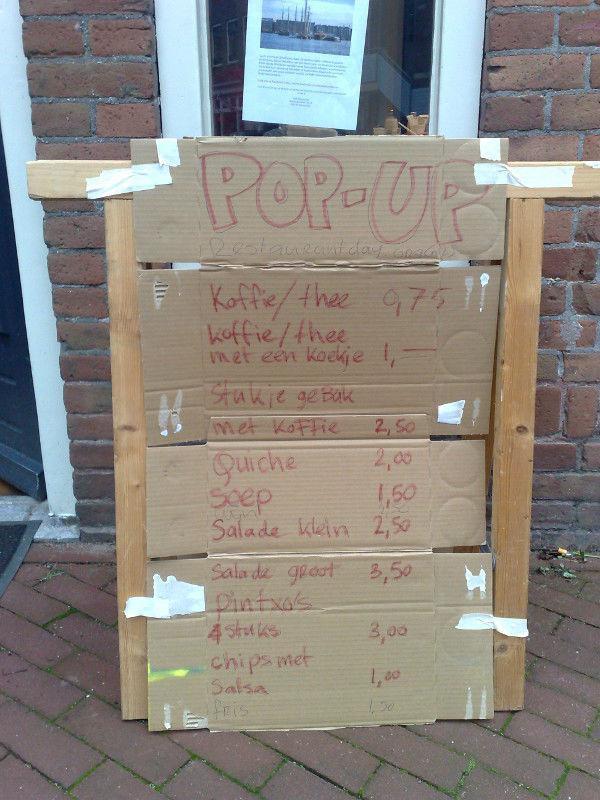 POP-UP
Restaurantday
Koffie/thee 0,75
koffie/thee
met een koekje 1,—
Stukje geBak
met Koffie 2,50
Quiche 2,00
soep 1,50
Salade klein 2,50
Salade groot 3,50
Pintxo's
4 stuks 3,00
chips met
Salsa 1,00
fris 1,50